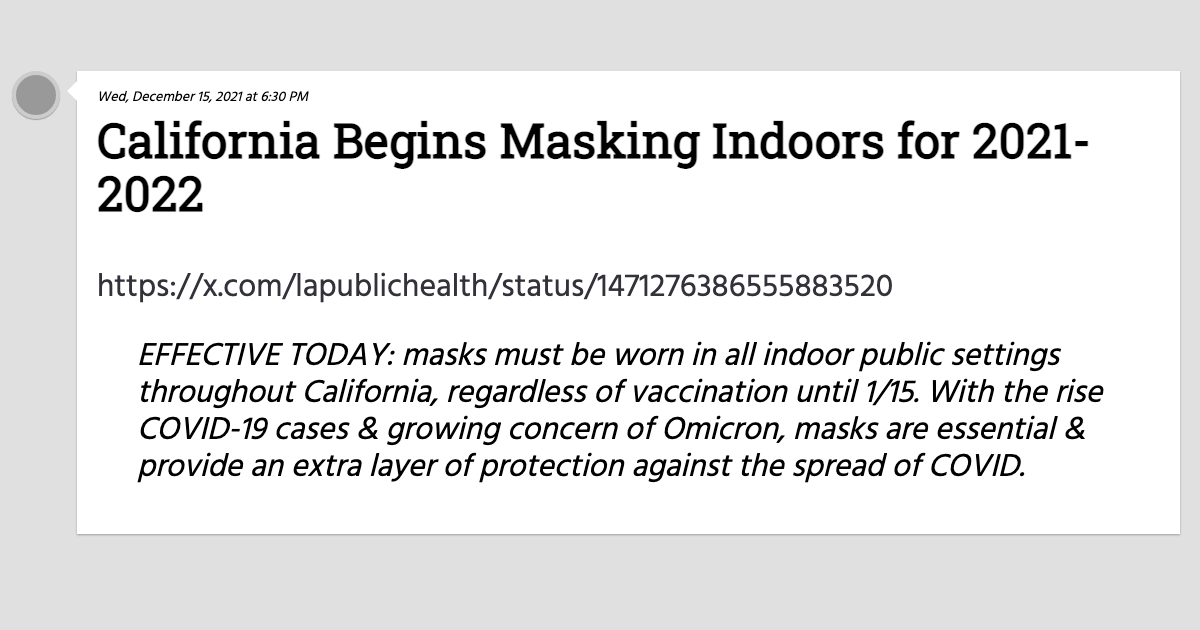 Wed, December 15, 2021 at 6:30 PM
California Begins Masking Indoors for 2021-
2022
https://x.com/lapublichealth/status/1471276386555883520
EFFECTIVE TODAY: masks must be worn in all indoor public settings
throughout California, regardless of vaccination until 1/15. With the rise
COVID-19 cases & growing concern of Omicron, masks are essential &
provide an extra layer of protection against the spread of COVID.